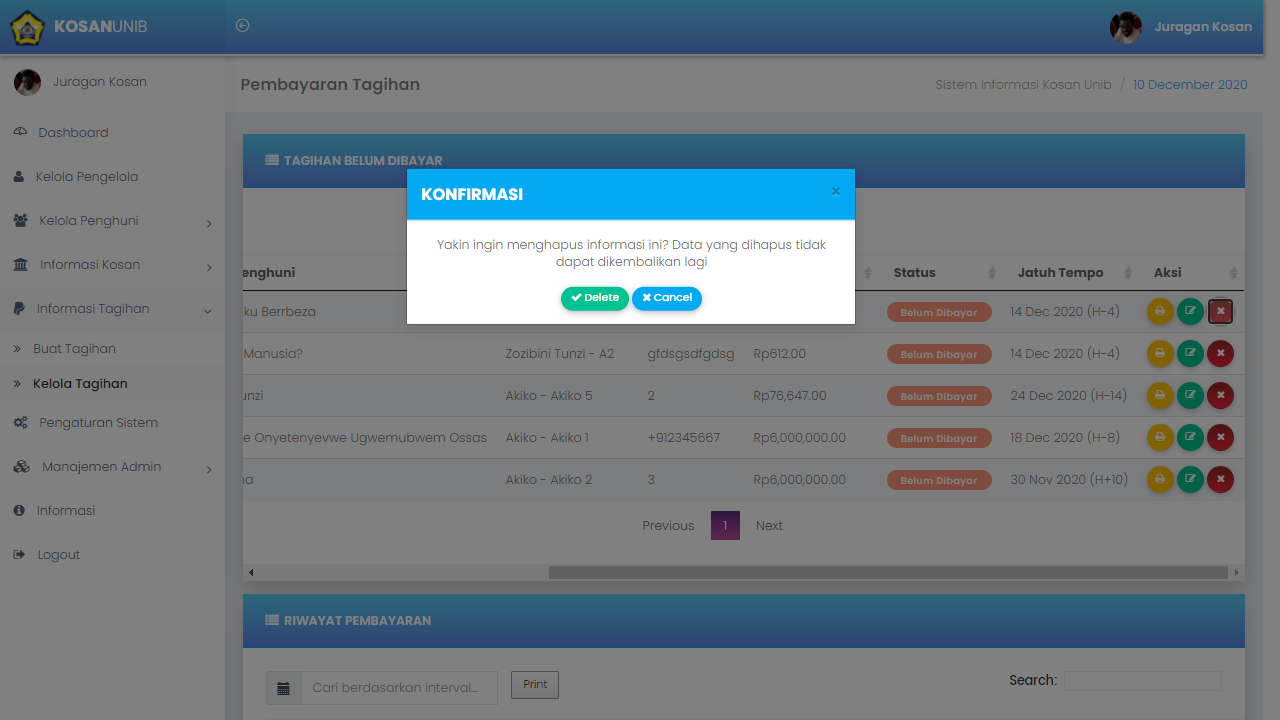 KOSANUNIB
Juragan Kosan
Juragan Kosan
Dashboard
Kelola Pengelola
Kelola Penghuni
Informasi Kosan
Informasi Tagihan
Buat Tagihan
Kelola Tagihan
Pengaturan Sistem
Manajemen Admin
Informasi
Logout
Pembayaran Tagihan
Sistem Informasi Kosan Unib / 10 December 2020
TAGIHAN BELUM DIBAYAR
KONFIRMASI ×
Yakin ingin menghapus informasi ini? Data yang dihapus tidak
dapat dikembalikan lagi
Delete Cancel
enghuni Status Jatuh Tempo Aksi
ku Berrbeza Belum Dibayar 14 Dec 2020 (H-4)
Manusia? Zozibini Tunzi - A2 gfdsgsdfgdsg Rp612.00 Belum Dibayar 14 Dec 2020 (H-4)
unzi Akiko - Akiko 5 2 Rp76,647.00 Belum Dibayar 24 Dec 2020 (H-14)
e Onyetenyevwe Ugwemubwem Ossas Akiko - Akiko 1 +912345667 Rp6,000,000.00 Belum Dibayar 18 Dec 2020 (H-8)
na Akiko - Akiko 2 3 Rp6,000,000.00 Belum Dibayar 30 Nov 2020 (H+10)
Previous 1 Next
RIWAYAT PEMBAYARAN
Cari berdasarkan interval... Print Search: